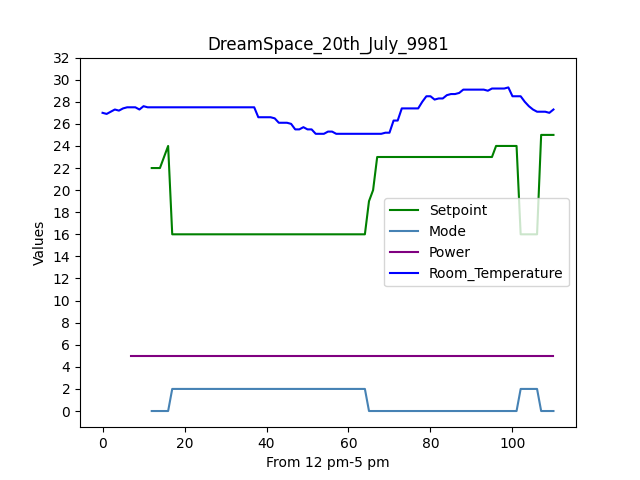 DreamSpace_20th_July_9981
32
30
28
26
24
22
20
18
16
14
12
10
8
6
4
2
0
Values
Setpoint
Mode
Power
Room_Temperature
0 20 40 60 80 100
From 12 pm-5 pm